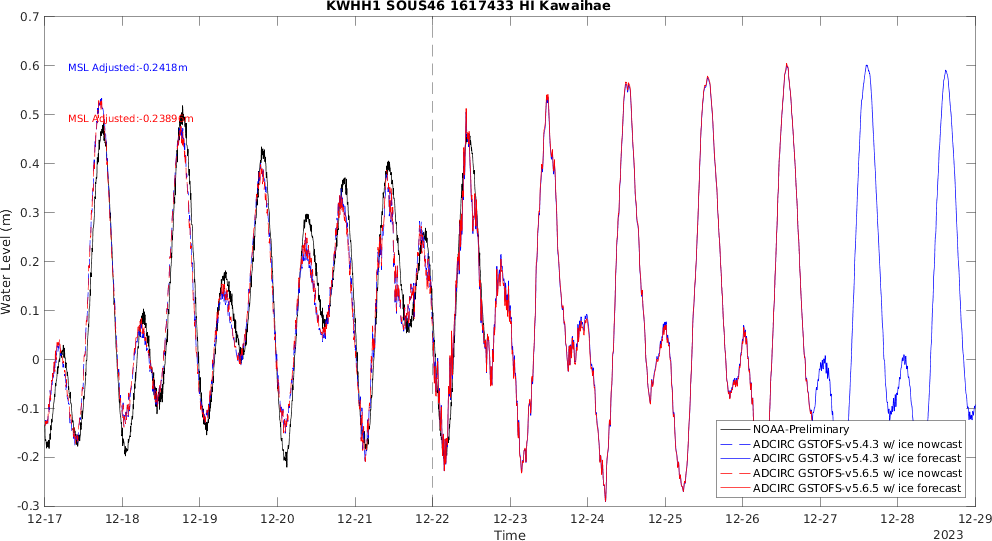 KWHH1 SOUS46 1617433 HI Kawaihae
0.7
0.6
0.5
0.4
0.3
0.2
0.1
0
-0.1
-0.2
-0.3
Water Level (m)
MSL Adjusted:-0.2418m
MSL Adjusted:-0.2389m
NOAA-Preliminary
ADCIRC GSTOFS-v5.4.3 w/ ice nowcast
ADCIRC GSTOFS-v5.4.3 w/ ice forecast
ADCIRC GSTOFS-v5.6.5 w/ ice nowcast
ADCIRC GSTOFS-v5.6.5 w/ ice forecast
12-17 12-18 12-19 12-20 12-21 12-22 12-23 12-24 12-25 12-26 12-27 12-28 12-29
Time
2023